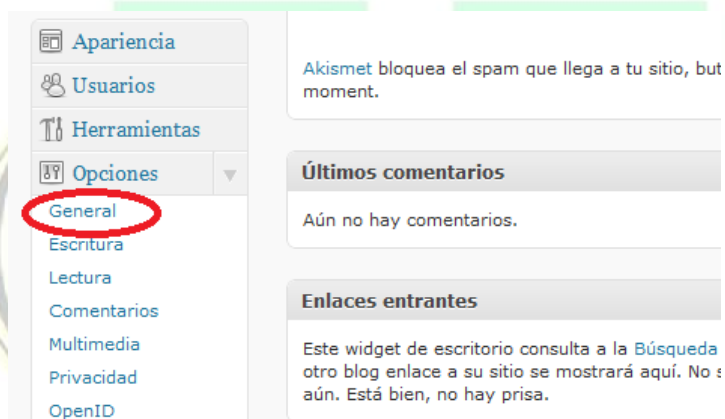 Apariencia
Usuarios
Herramientas
Opciones
General
Escritura
Lectura
Comentarios
Multimedia
Privacidad
OpenID
Akismet bloquea el spam que llega a tu sitio, but
moment.
Últimos comentarios
Aún no hay comentarios.
Enlaces entrantes
Este widget de escritorio consulta a la Búsqueda
otro blog enlace a su sitio se mostrará aquí. No
aún. Está bien, no hay prisa.